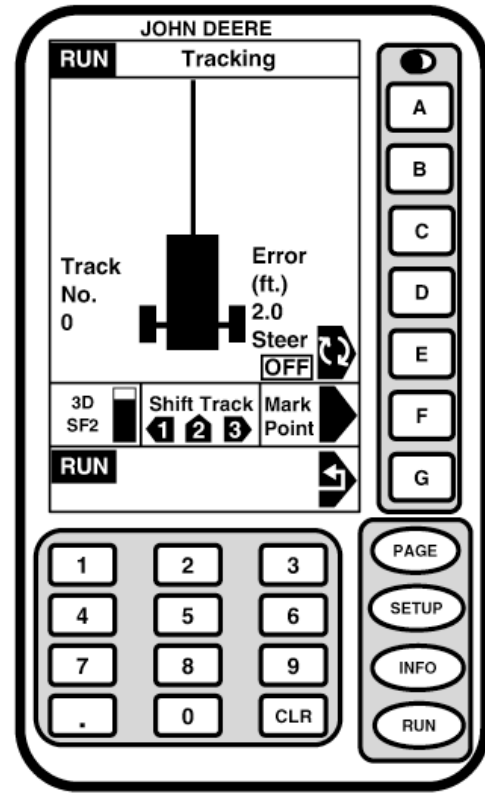 JOHN DEERE
RUN Tracking
Track
No.
0
Error
(ft.)
2.0
Steer
OFF
3D
SF2
Shift Track
1 2 3
Mark
Point
RUN
A
B
C
D
E
F
G
1 2 3
4 5 6
7 8 9
. 0 CLR
PAGE
SETUP
INFO
RUN